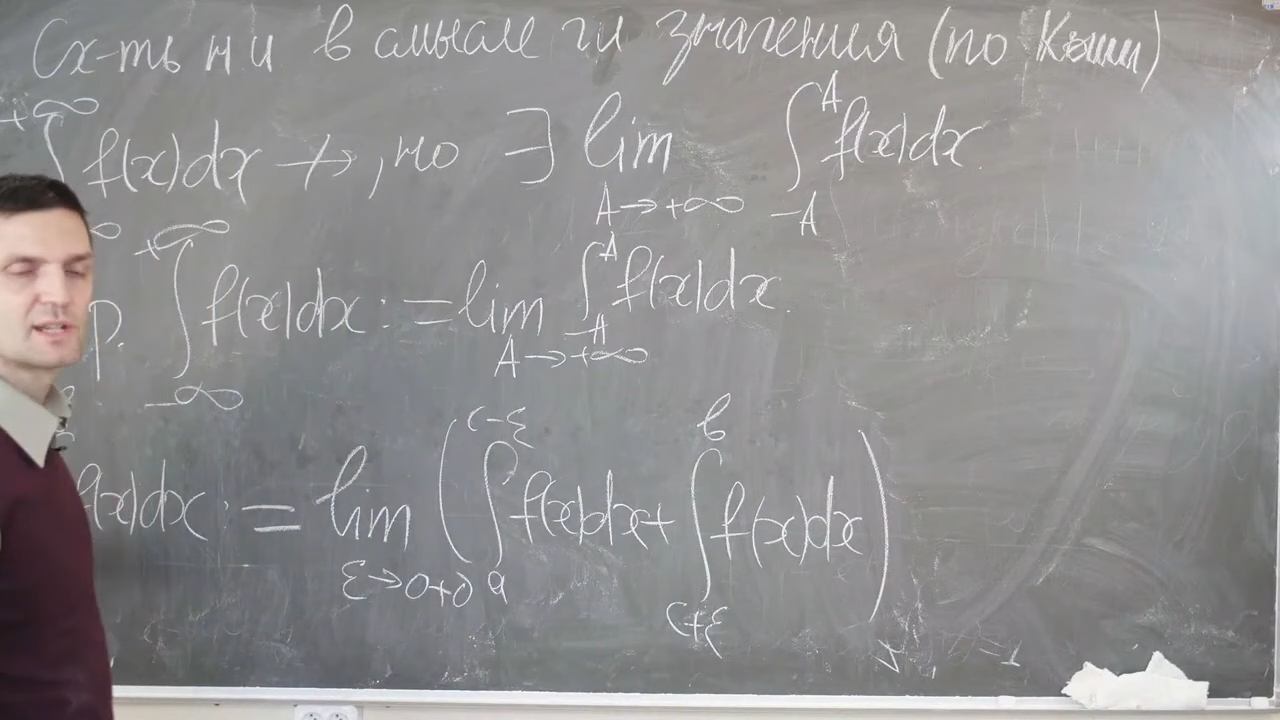 Сх-ть ни в смысле гл значения (по Коши)
+∞ ∫ f(x)dx ↛, но ∃ lim A→+∞ ∫ A −A f(x)dx.
∞ p. ∫ +∞ −∞ f(x)dx := lim A→+∞ ∫ A −A f(x)dx.
f(x)dx := lim ε→0+0 ( ∫ c−ε a f(x)dx + ∫ b c+ε f(x)dx )